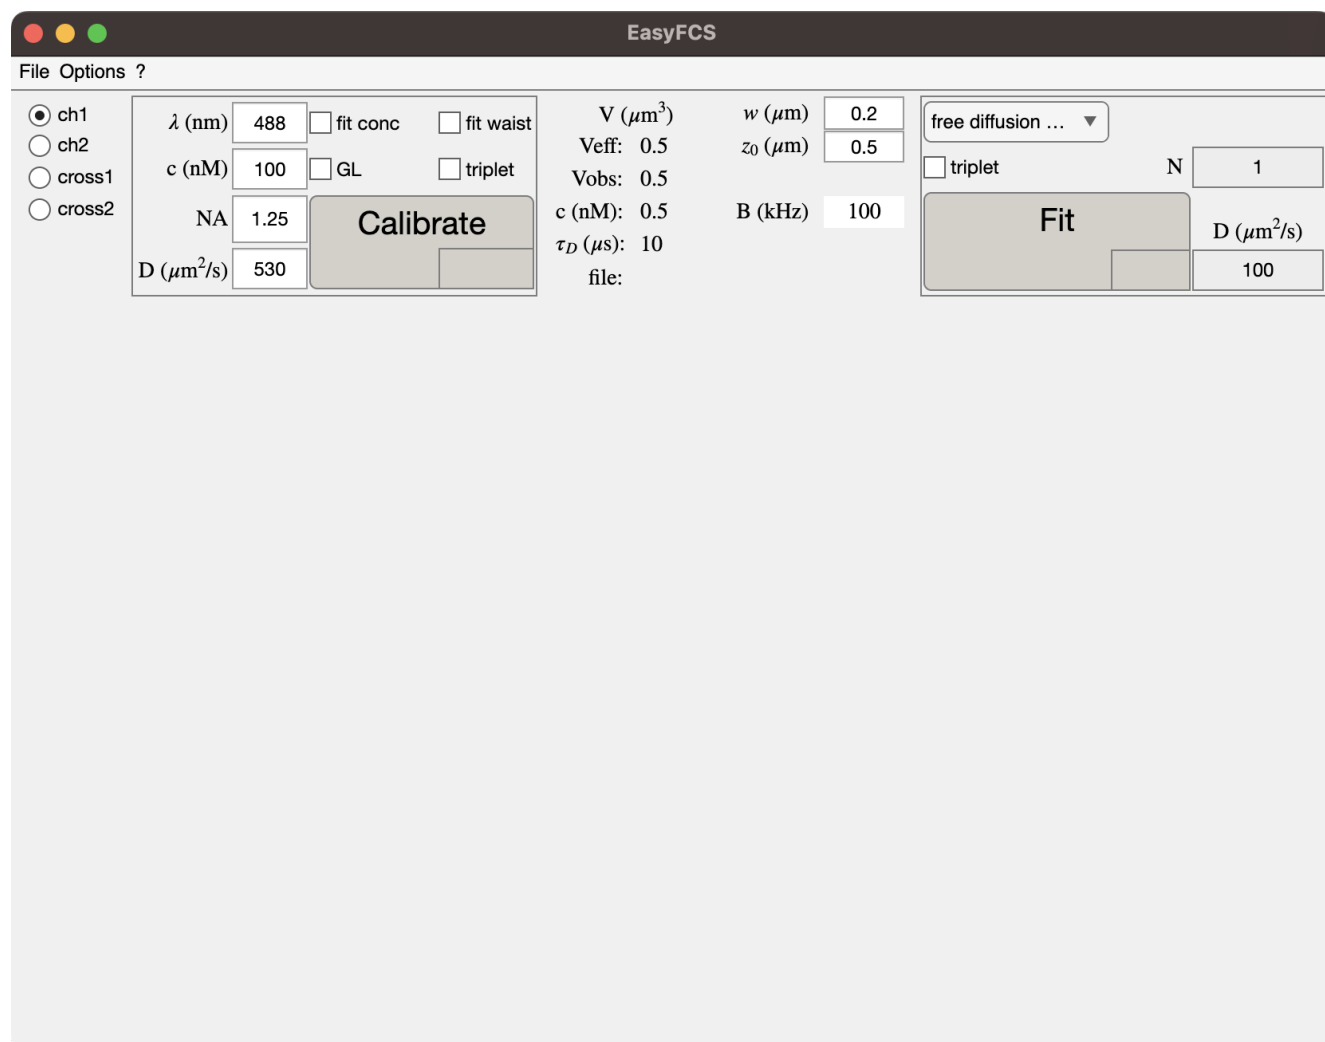 EasyFCS
File Options ?
ch1
ch2
cross1
cross2
λ (nm) 488 fit conc fit waist
c (nM) 100 GL triplet
NA 1.25 Calibrate
D (μm²/s) 530
V (μm³)
Veff: 0.5
Vobs: 0.5
c (nM): 0.5
τ_D (μs): 10
file:
w (μm) 0.2
z₀ (μm) 0.5
B (kHz) 100
free diffusion ...
triplet N 1
Fit D (μm²/s)
100